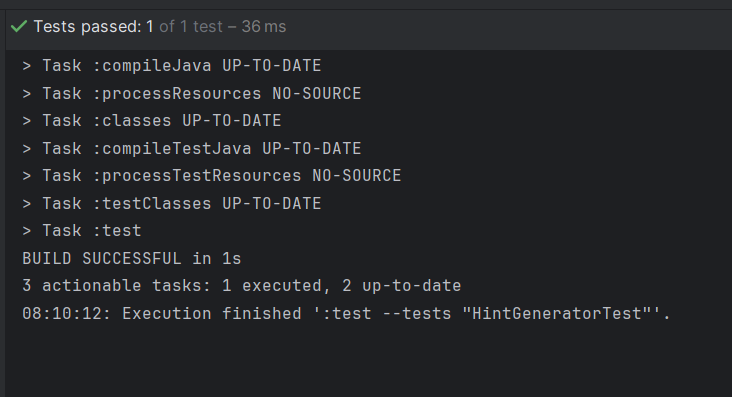 Tests passed: 1 of 1 test – 36 ms
> Task :compileJava UP-TO-DATE
> Task :processResources NO-SOURCE
> Task :classes UP-TO-DATE
> Task :compileTestJava UP-TO-DATE
> Task :processTestResources NO-SOURCE
> Task :testClasses UP-TO-DATE
> Task :test
BUILD SUCCESSFUL in 1s
3 actionable tasks: 1 executed, 2 up-to-date
08:10:12: Execution finished ':test --tests "HintGeneratorTest"'.